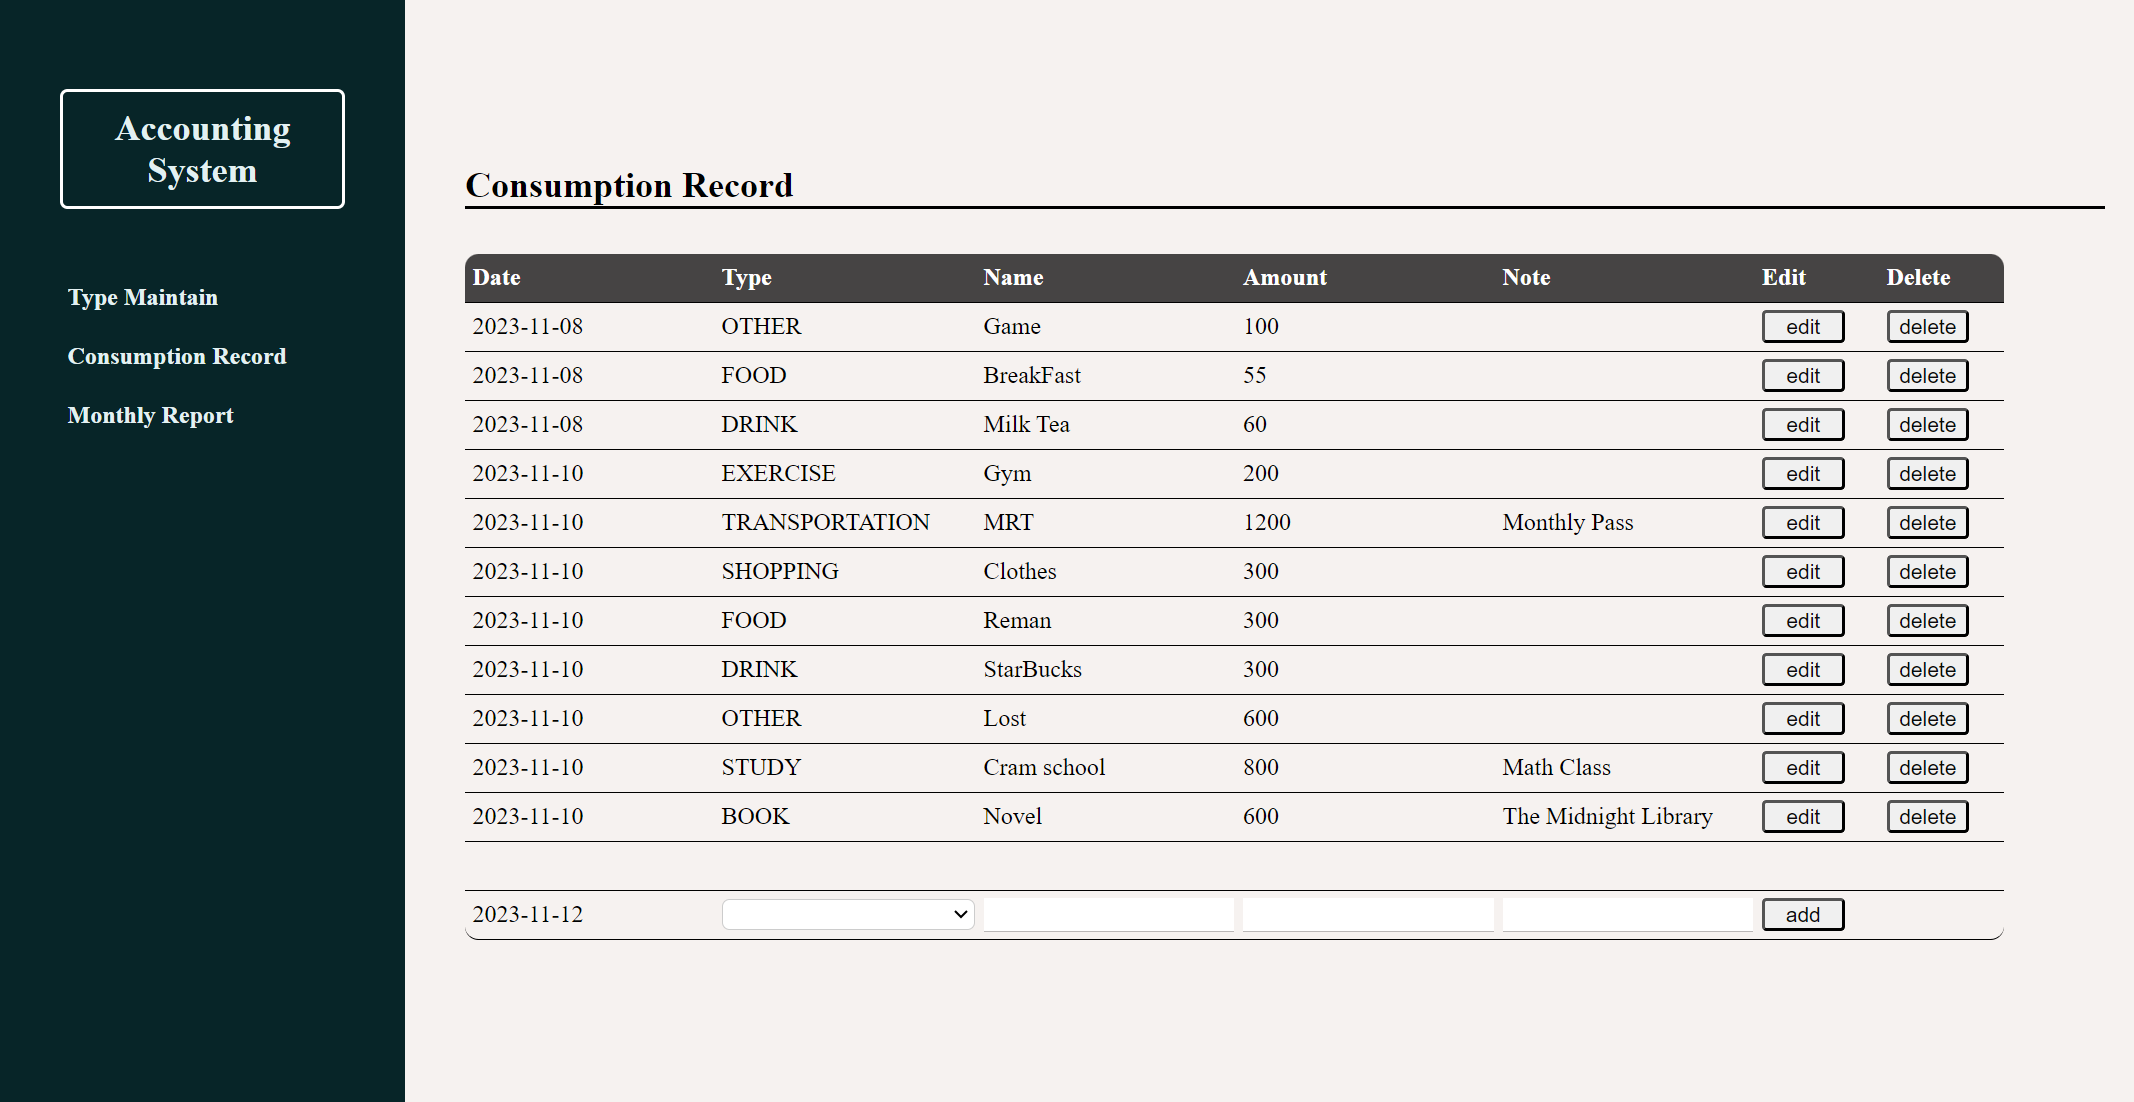 Accounting
System
Type Maintain
Consumption Record
Monthly Report
Consumption Record
Date Type Name Amount Note Edit Delete
2023-11-08 OTHER Game 100 edit delete
2023-11-08 FOOD BreakFast 55 edit delete
2023-11-08 DRINK Milk Tea 60 edit delete
2023-11-10 EXERCISE Gym 200 edit delete
2023-11-10 TRANSPORTATION MRT 1200 Monthly Pass edit delete
2023-11-10 SHOPPING Clothes 300 edit delete
2023-11-10 FOOD Reman 300 edit delete
2023-11-10 DRINK StarBucks 300 edit delete
2023-11-10 OTHER Lost 600 edit delete
2023-11-10 STUDY Cram school 800 Math Class edit delete
2023-11-10 BOOK Novel 600 The Midnight Library edit delete
2023-11-12 add